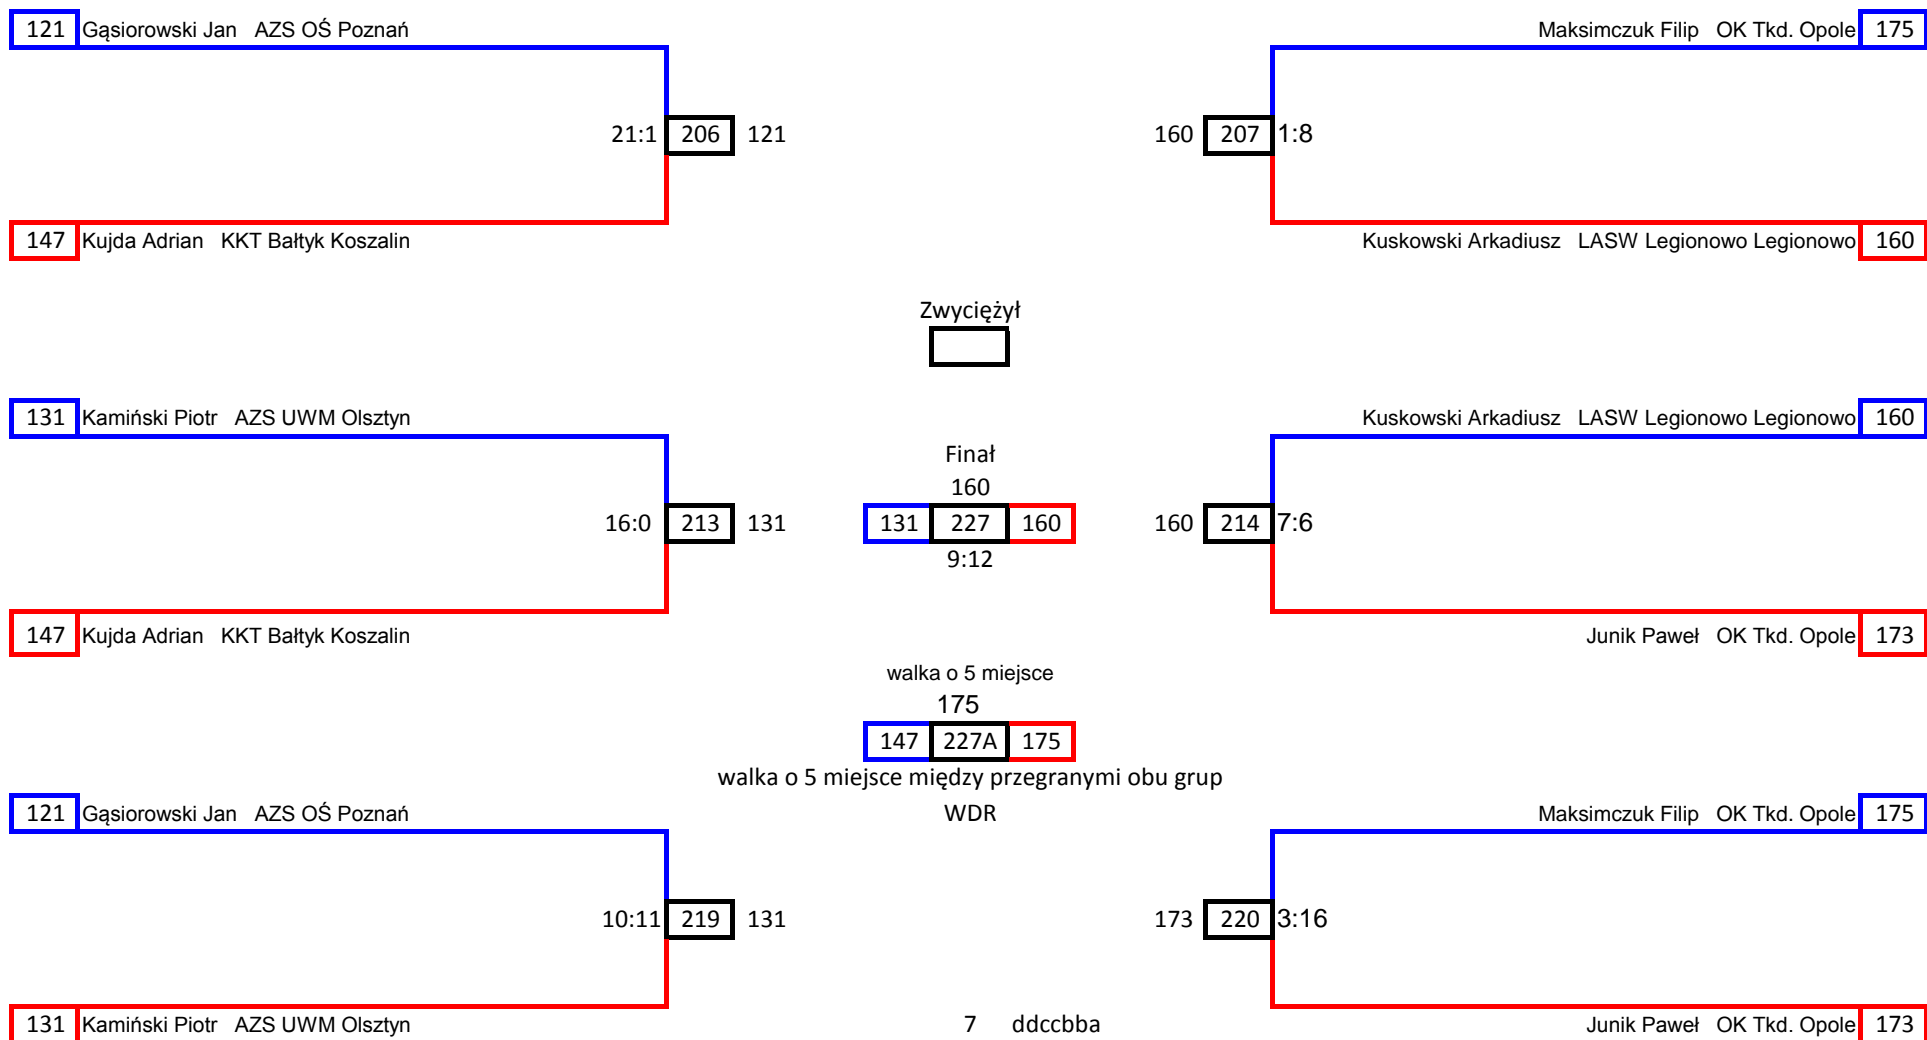 121 Gąsiorowski Jan AZS OŚ Poznań Maksimczuk Filip OK Tkd. Opole 175
21:1 206 121 160 207 1:8
147 Kujda Adrian KKT Bałtyk Koszalin Kuskowski Arkadiusz LASW Legionowo Legionowo 160
Zwyciężył
131 Kamiński Piotr AZS UWM Olsztyn Kuskowski Arkadiusz LASW Legionowo Legionowo 160
Finał
160
16:0 213 131 131 227 160 160 214 7:6
9:12
147 Kujda Adrian KKT Bałtyk Koszalin Junik Paweł OK Tkd. Opole 173
walka o 5 miejsce
175
147 227A 175
walka o 5 miejsce między przegranymi obu grup
121 Gąsiorowski Jan AZS OŚ Poznań WDR Maksimczuk Filip OK Tkd. Opole 175
10:11 219 131 173 220 3:16
131 Kamiński Piotr AZS UWM Olsztyn 7 ddccbba Junik Paweł OK Tkd. Opole 173